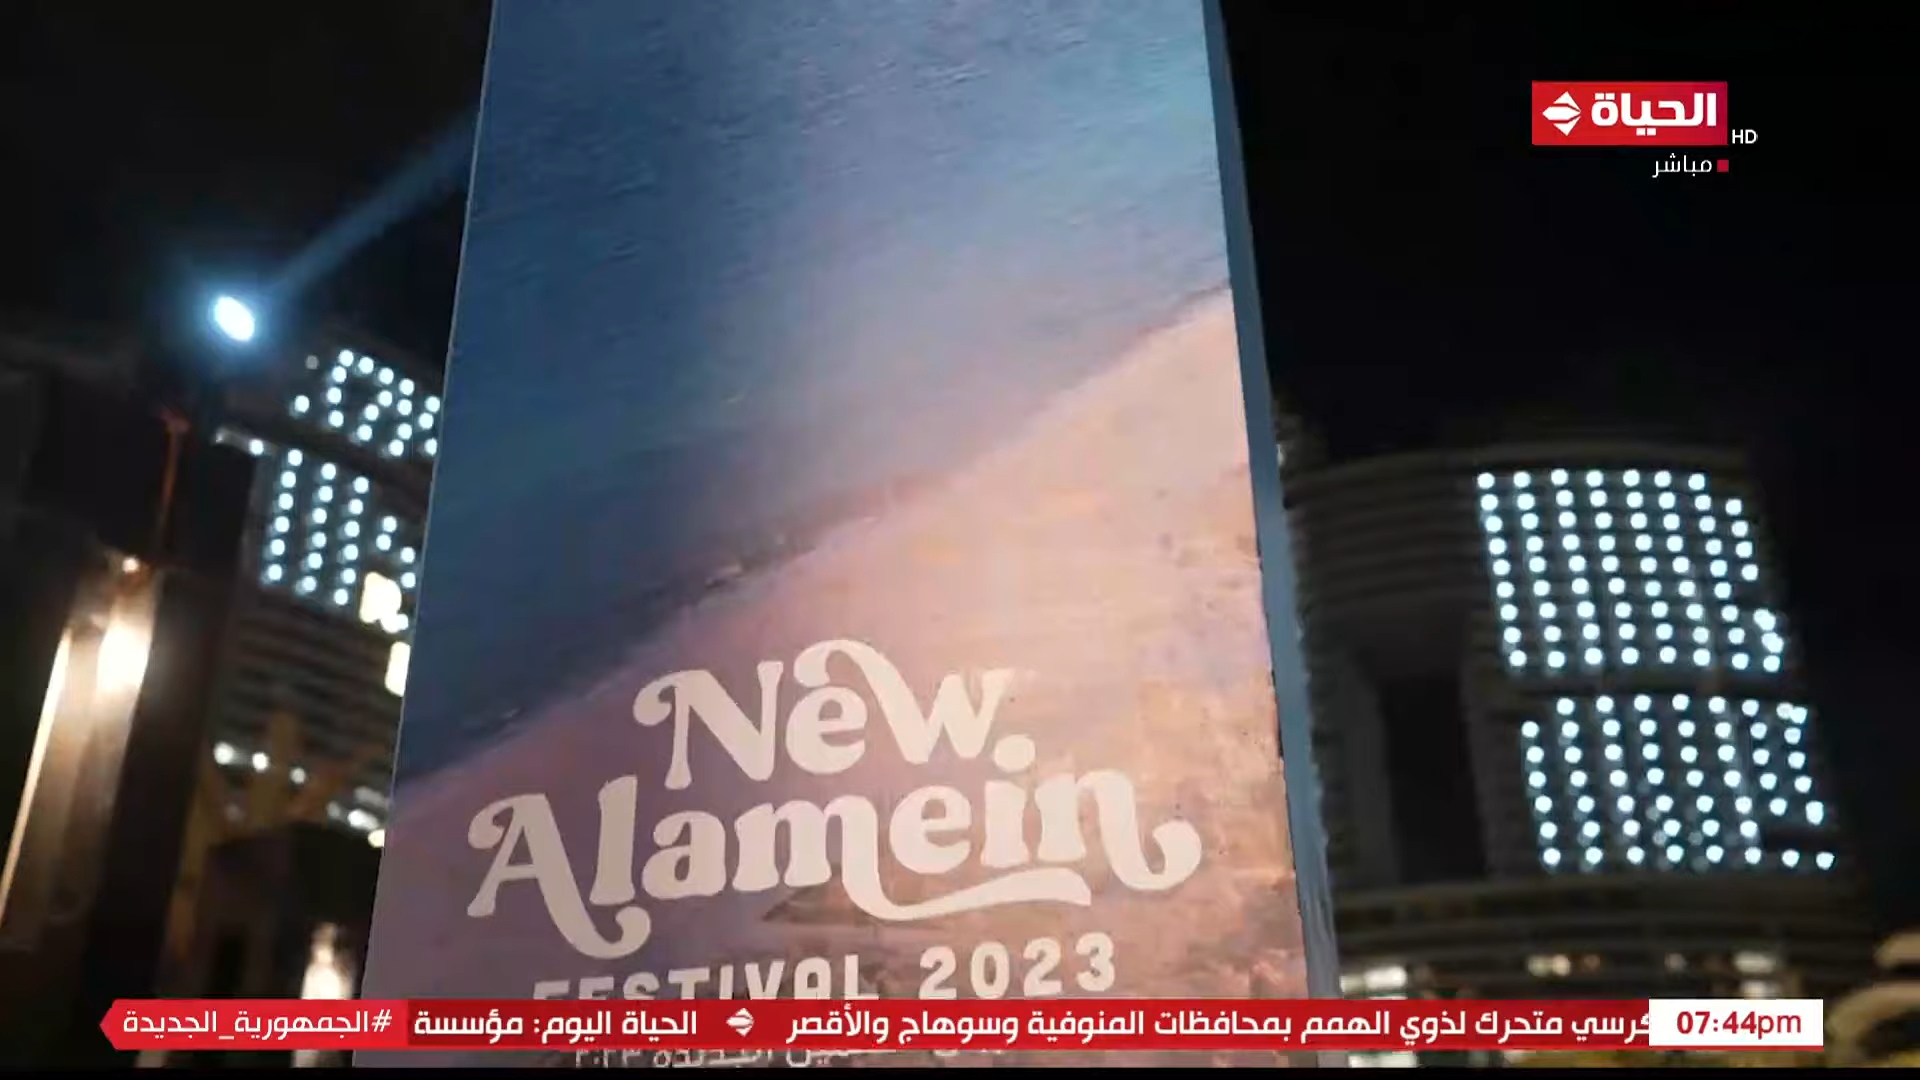 الحياة
HD
مباشر
New
Alamein
FESTIVAL 2023
#الجمهورية_الجديدة
كرسي متحرك لذوي الهمم بمحافظات المنوفية وسوهاج والأقصر
الحياة اليوم: مؤسسة
07:44pm